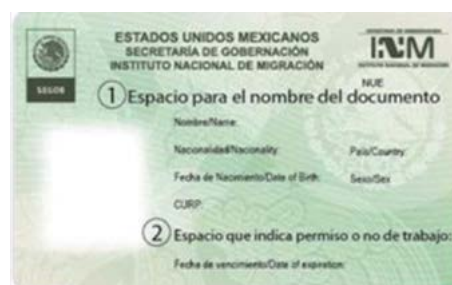 ESTADOS UNIDOS MEXICANOS
SECRETARÍA DE GOBERNACIÓN
INSTITUTO NACIONAL DE MIGRACIÓN
INM
SEGOB
NUE
1 Espacio para el nombre del documento
Nombre/Name:
Nacionalidad/Nacionality:
País/Country:
Fecha de Nacimiento/Date of Birth:
Sexo/Sex
CURP:
2 Espacio que indica permiso o no de trabajo:
Fecha de vencimiento/Date of expiration: